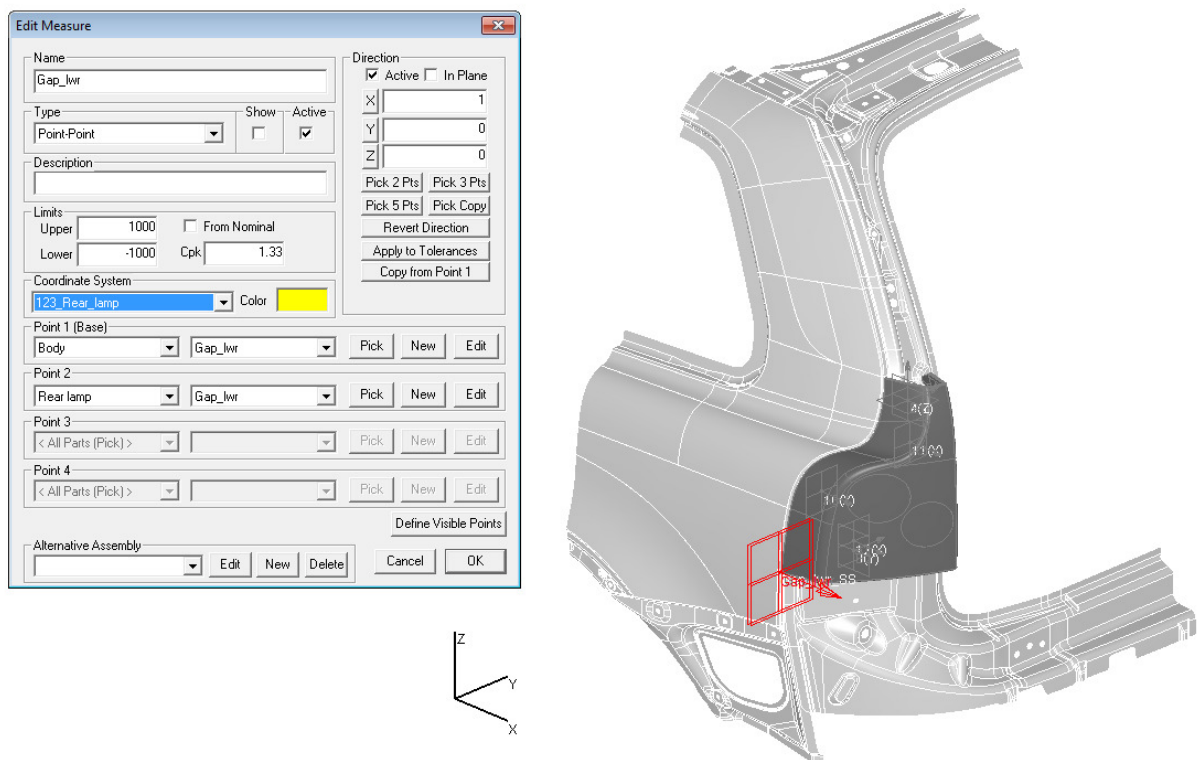 Edit Measure
Name
Gap_lwr
Type
Point-Point
Show
Active
Description
Limits
Upper 1000
From Nominal
Lower -1000
Cpk 1.33
Coordinate System
123_Rear_lamp
Color
Point 1 (Base)
Body
Gap_lwr
Pick New Edit
Point 2
Rear lamp
Gap_lwr
Pick New Edit
Point 3
< All Parts (Pick) >
Pick New Edit
Point 4
< All Parts (Pick) >
Pick New Edit
Define Visible Points
Alternative Assembly
Edit New Delete
Cancel OK
Direction
Active In Plane
X 1
Y 0
Z 0
Pick 2 Pts Pick 3 Pts
Pick 5 Pts Pick Copy
Revert Direction
Apply to Tolerances
Copy from Point 1
4(Z)
Z
Y
X